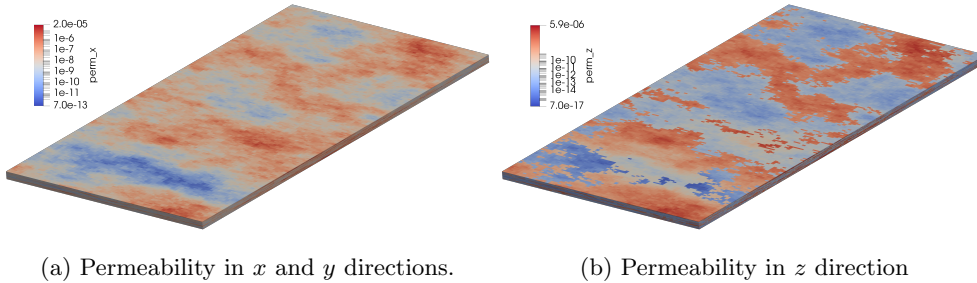 2.0e-05
1e-6
1e-7
1e-8
1e-9
1e-10
1e-11
7.0e-13
perm_x
5.9e-06
1e-10
1e-11
1e-12
1e-13
1e-14
7.0e-17
perm_z
(a) Permeability in x and y directions.
(b) Permeability in z direction